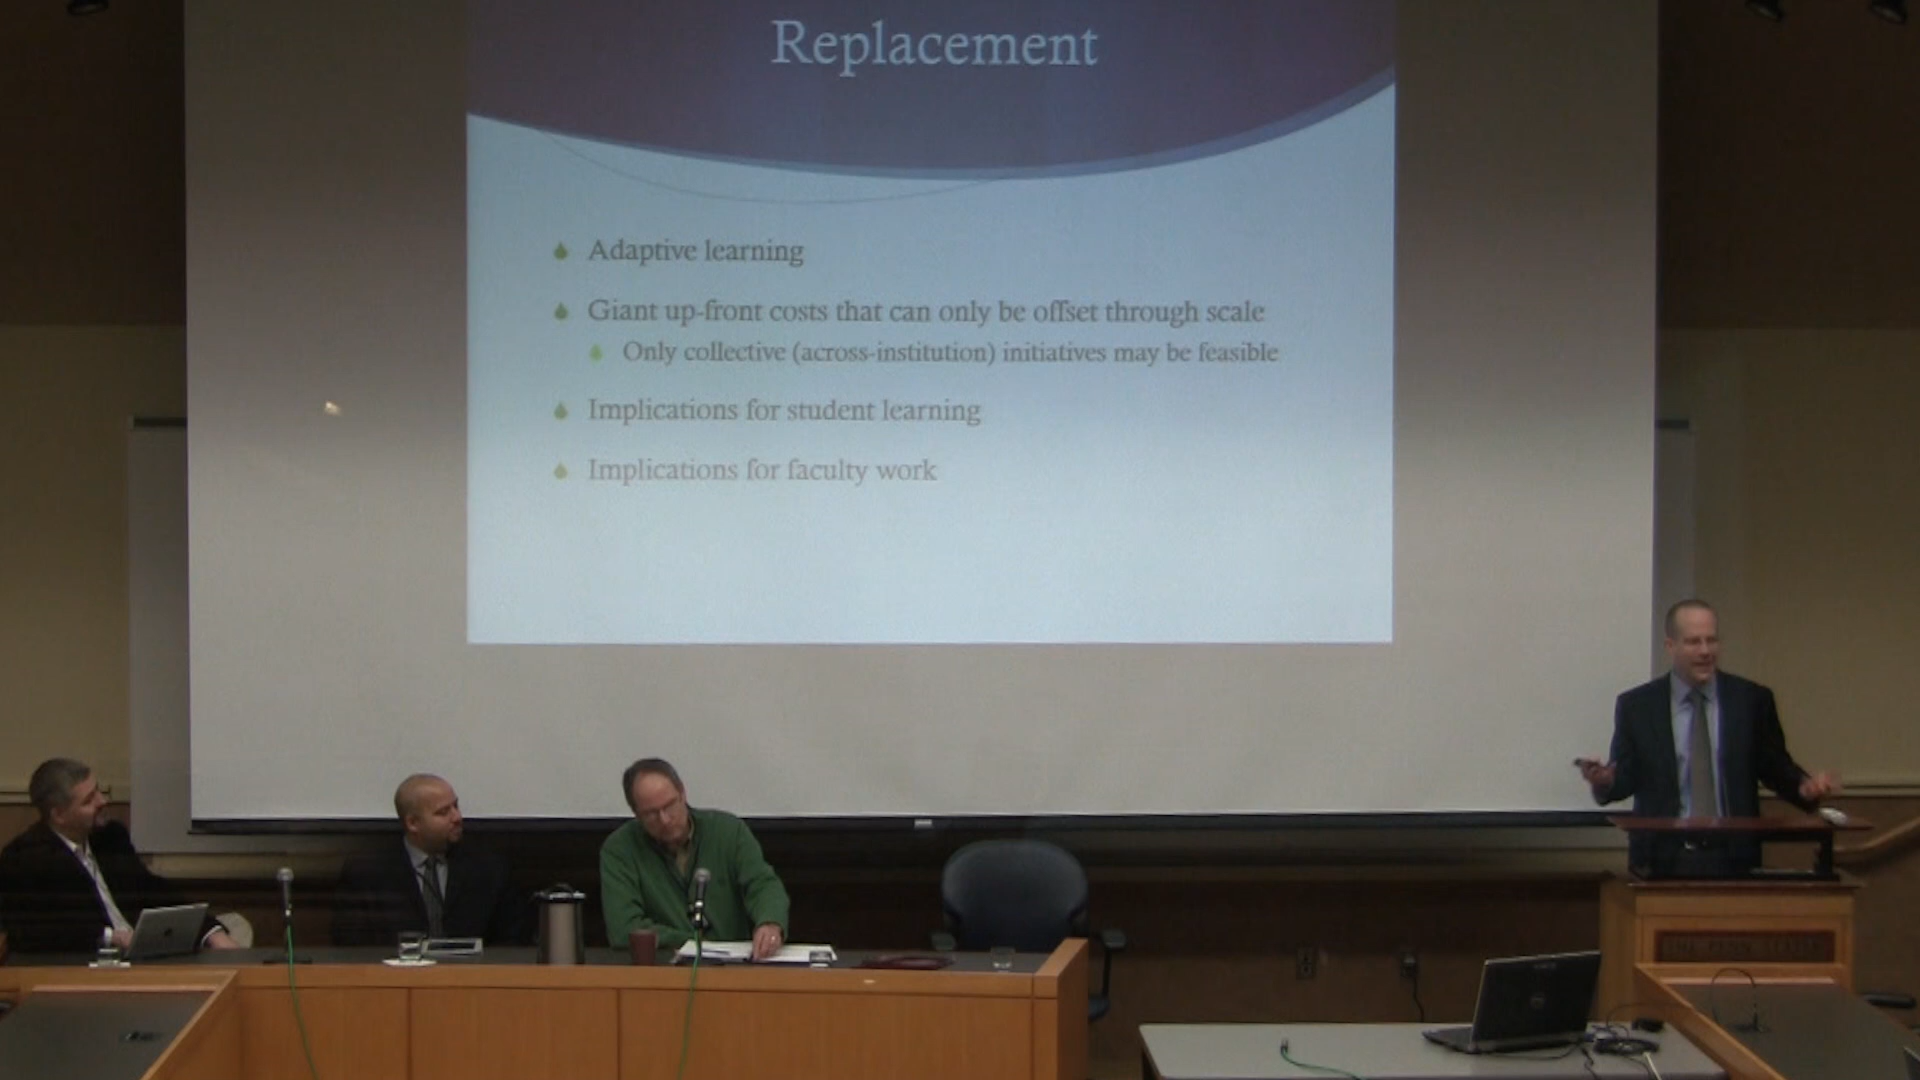 Replacement
Adaptive learning
Giant up-front costs that can only be offset through scale
Only collective (across-institution) initiatives may be feasible
Implications for student learning
Implications for faculty work